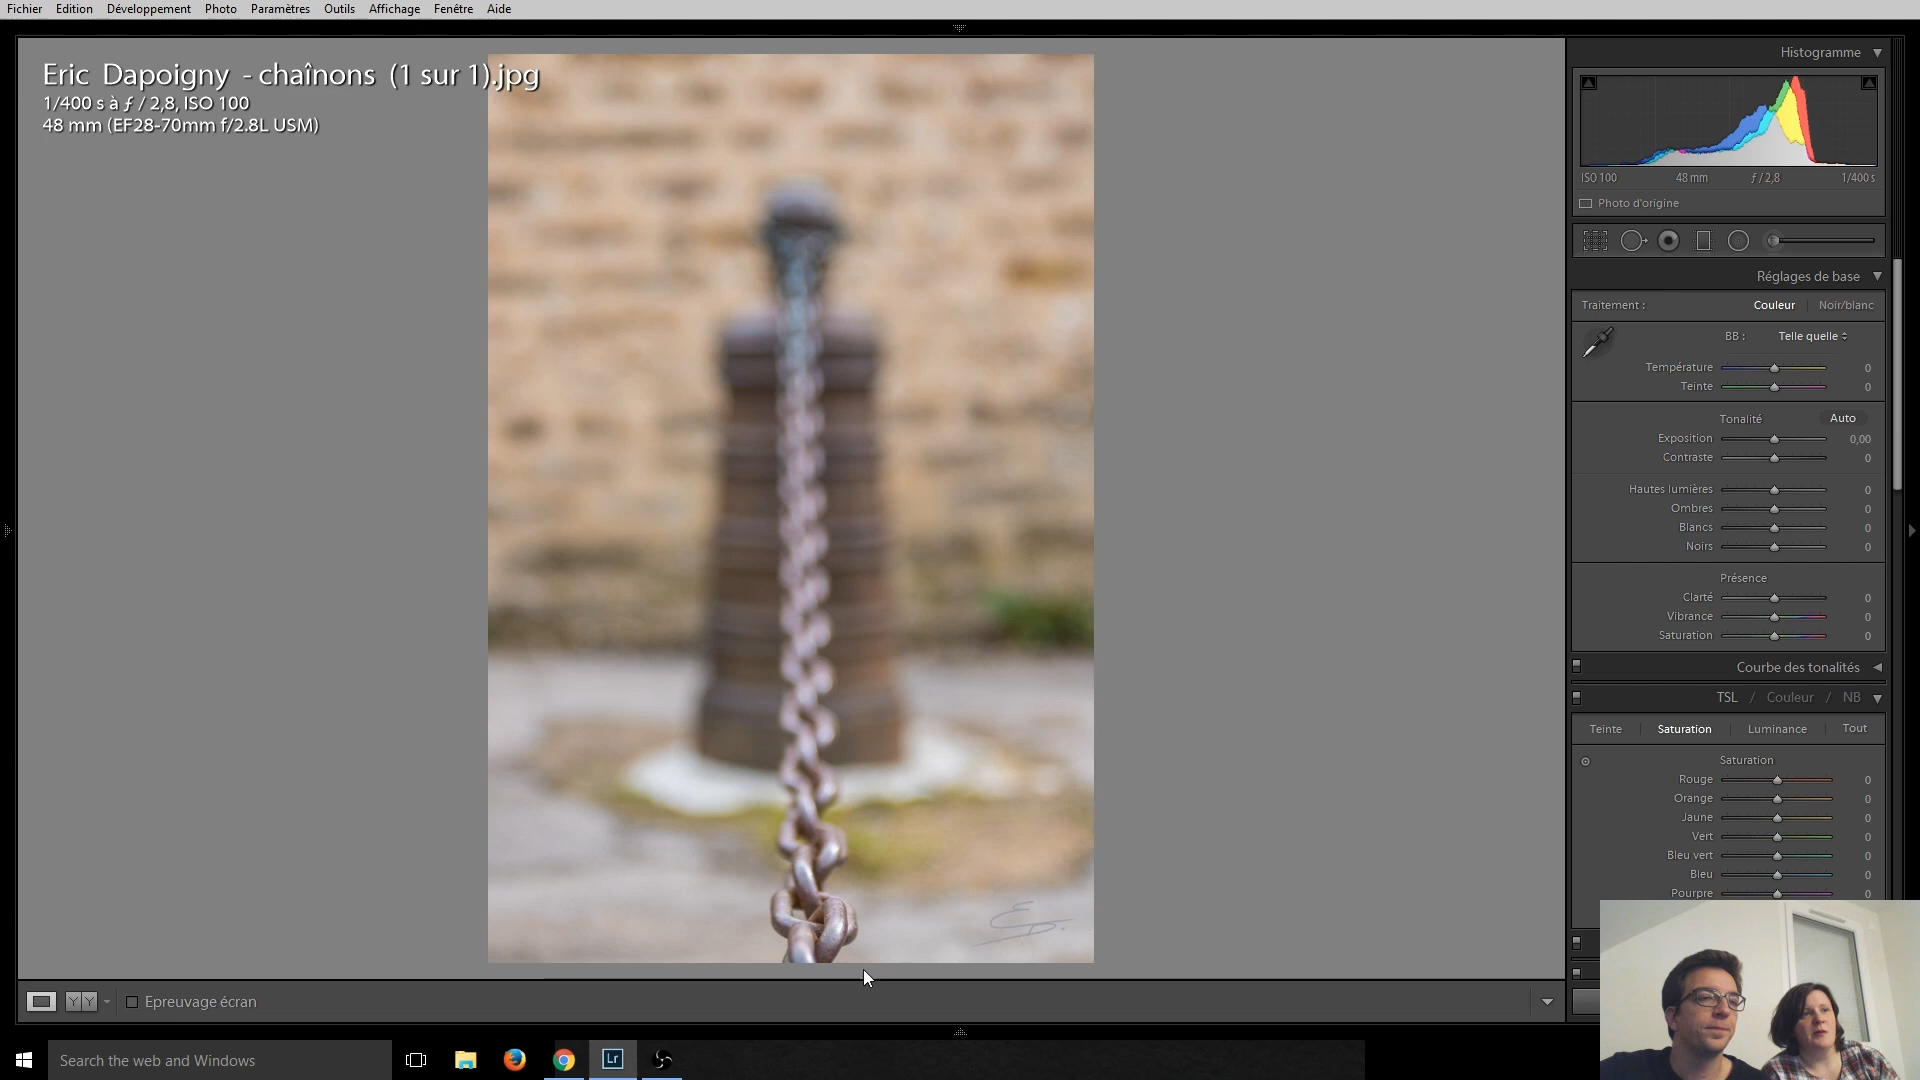 Fichier Edition Développement Photo Paramètres Outils Affichage Fenêtre Aide
Eric Dapoigny - chaînons (1 sur 1).jpg
1/400 s à ƒ / 2,8, ISO 100
48 mm (EF28-70mm f/2.8L USM)
Histogramme
ISO 100 48 mm ƒ / 2,8 1/400 s
Photo d'origine
Réglages de base
Traitement : Couleur Noir/blanc
BB : Telle quelle
Température 0
Teinte 0
Tonalité Auto
Exposition 0,00
Contraste 0
Hautes lumières 0
Ombres 0
Blancs 0
Noirs 0
Présence
Clarté 0
Vibrance 0
Saturation 0
Courbe des tonalités
TSL / Couleur / NB
Teinte Saturation Luminance Tout
Saturation
Rouge 0
Orange 0
Jaune 0
Vert 0
Bleu vert 0
Bleu 0
Pourpre 0
Y Y Epreuvage écran
Search the web and Windows
Lr